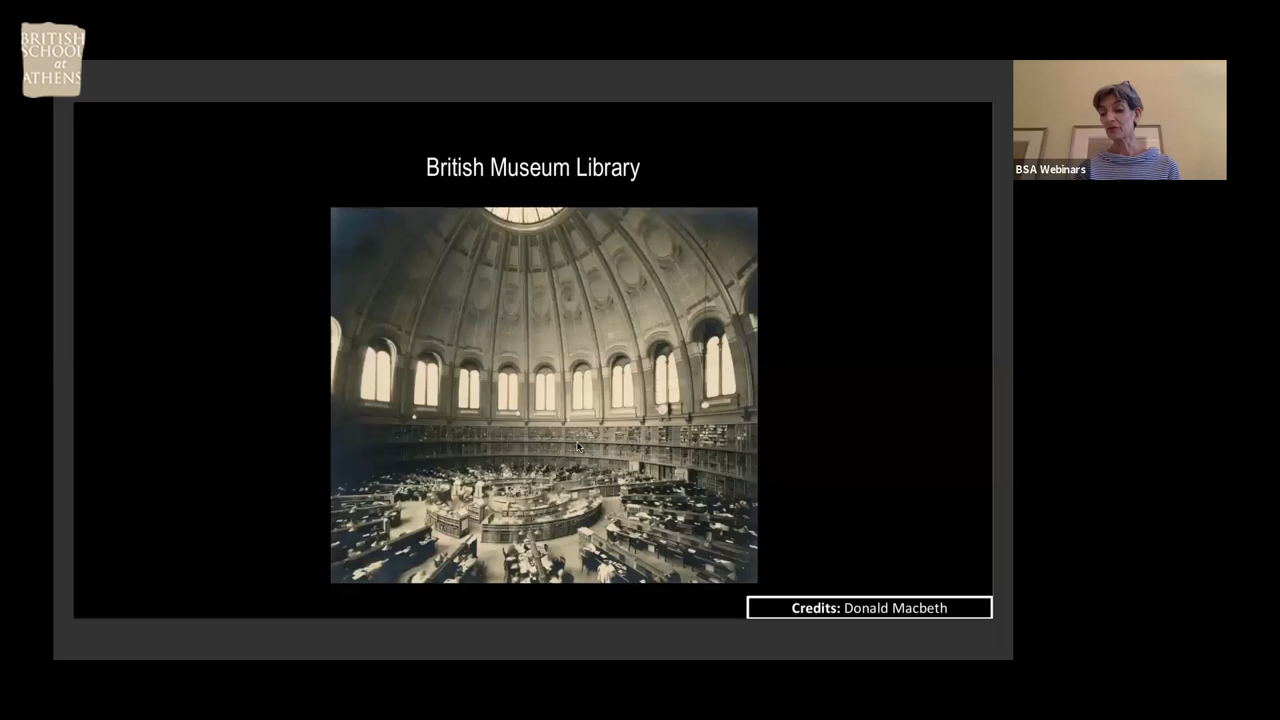 BRITISH
SCHOOL
at
ATHENS
British Museum Library
BSA Webinars
Credits: Donald Macbeth